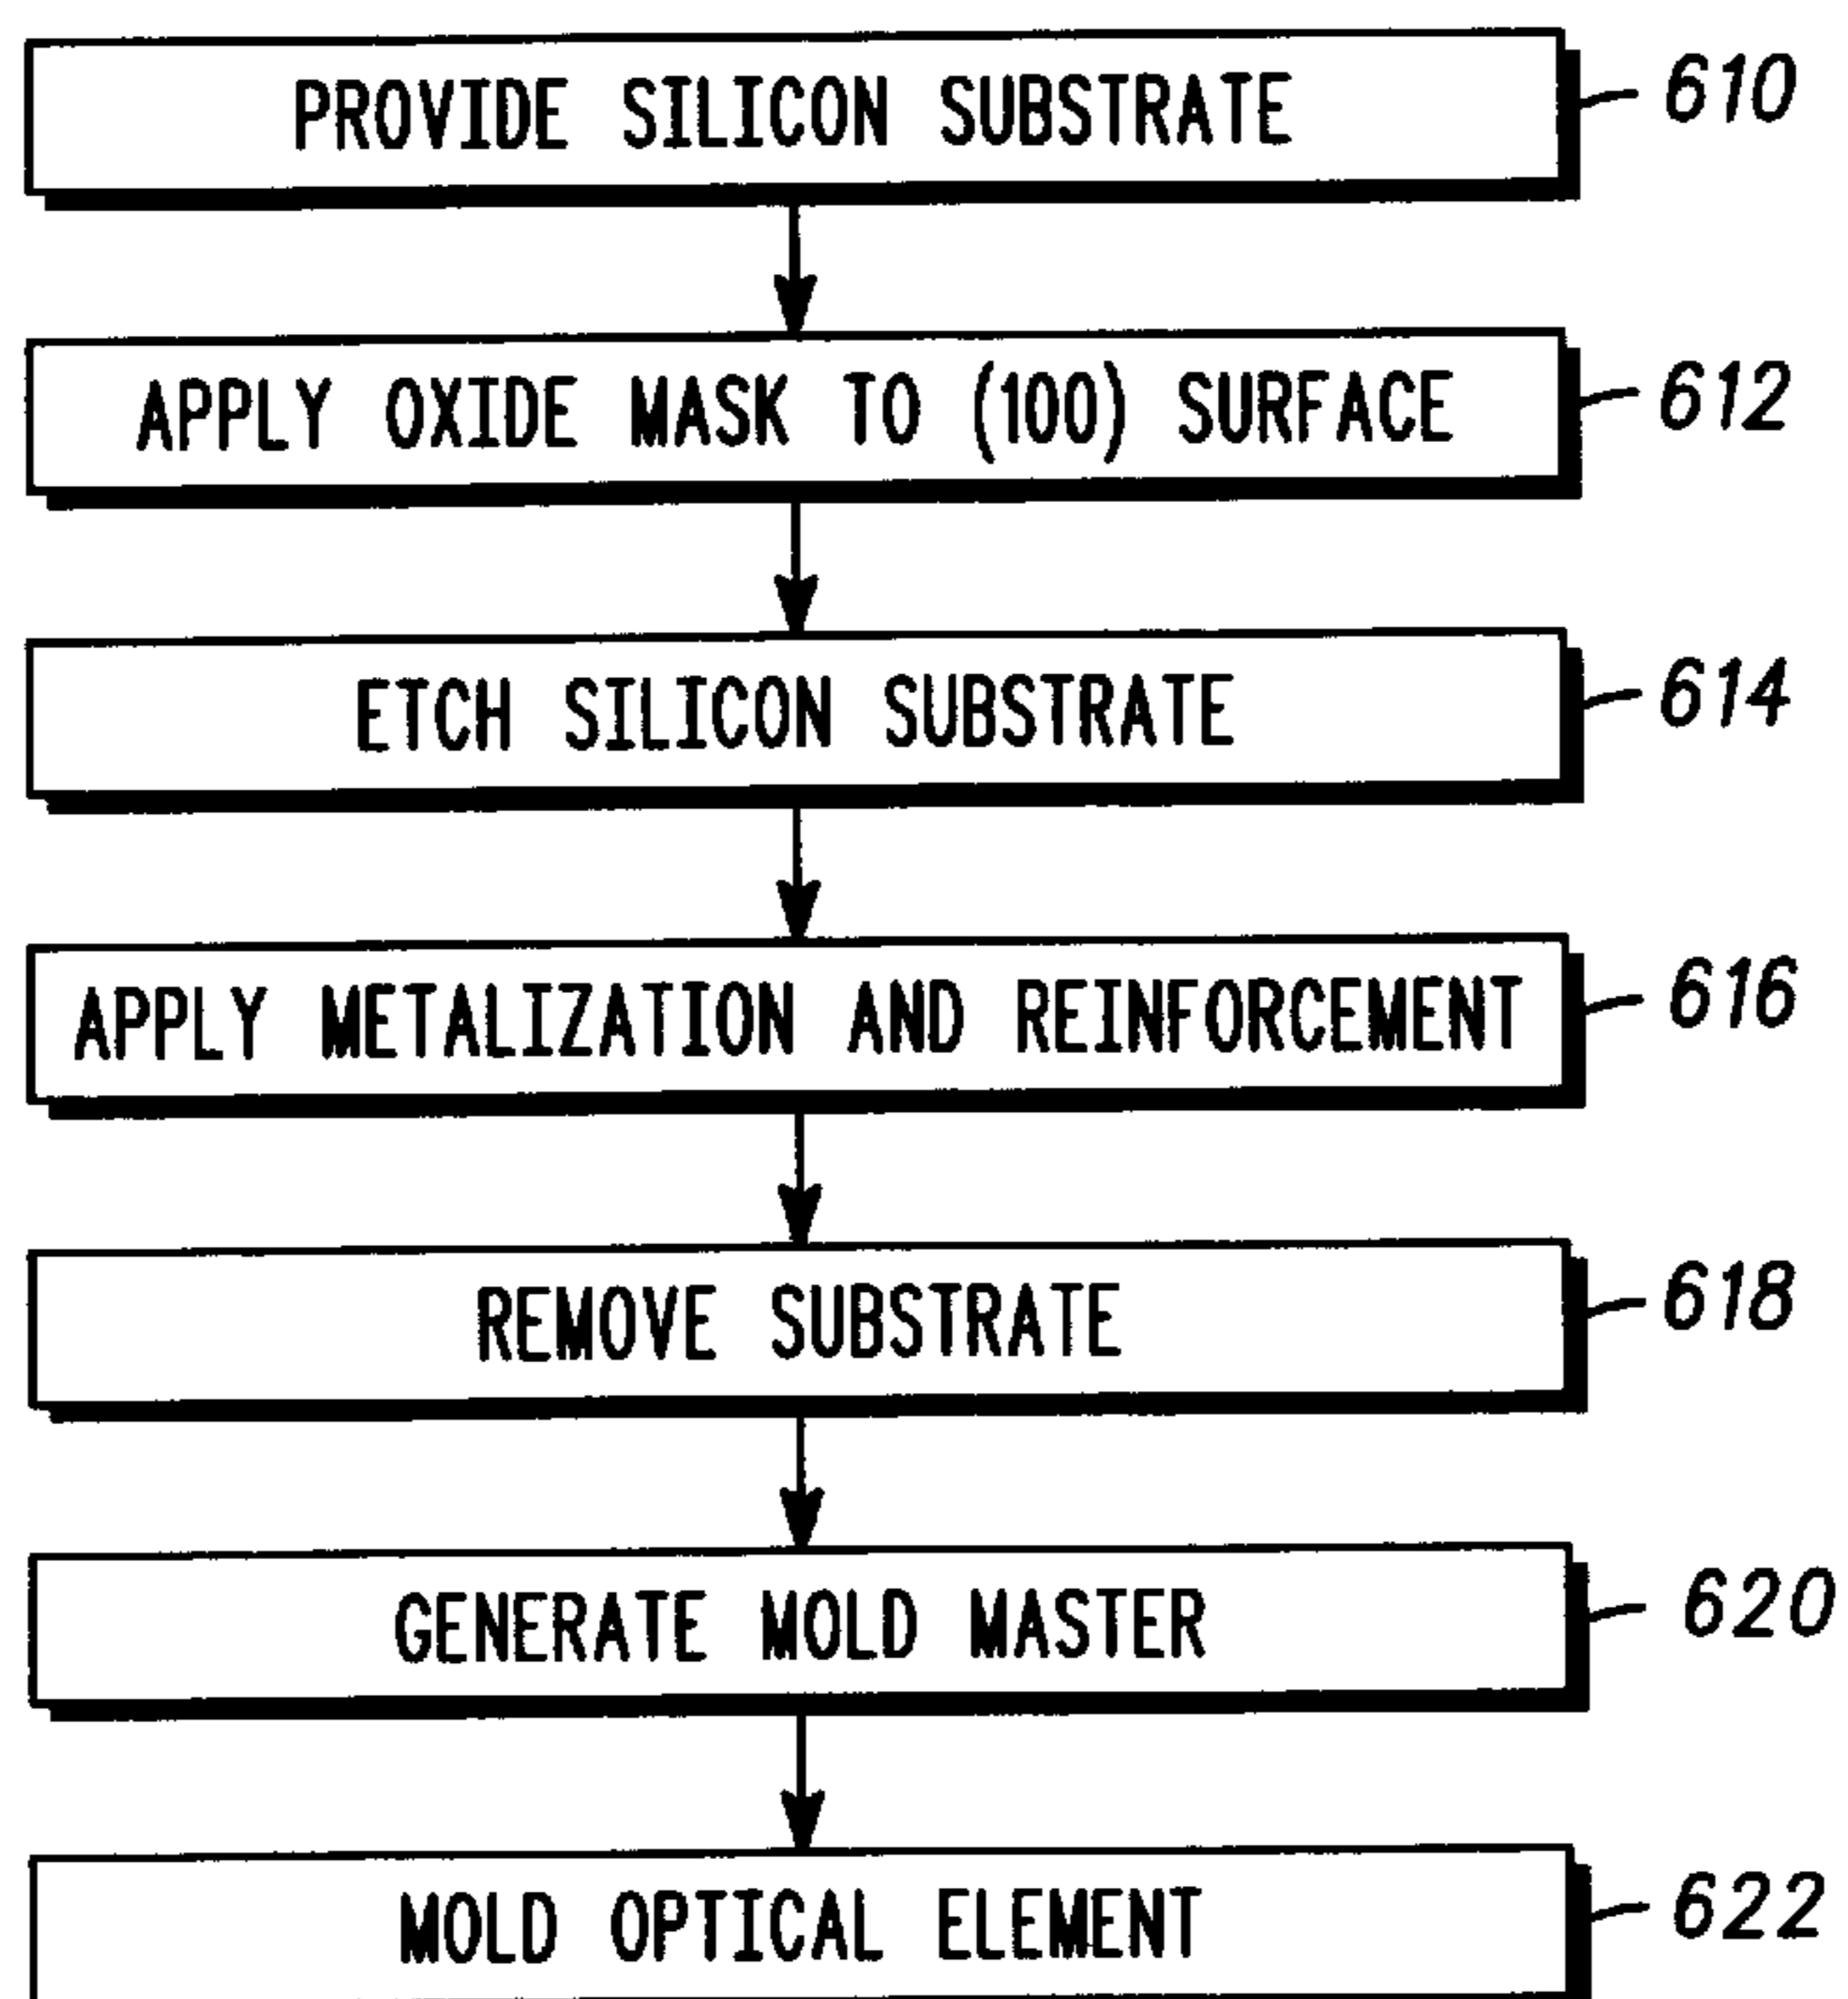 PROVIDE SILICON SUBSTRATE 610
APPLY OXIDE MASK TO (100) SURFACE 612
ETCH SILICON SUBSTRATE 614
APPLY METALIZATION AND REINFORCEMENT 616
REMOVE SUBSTRATE 618
GENERATE MOLD MASTER 620
MOLD OPTICAL ELEMENT 622